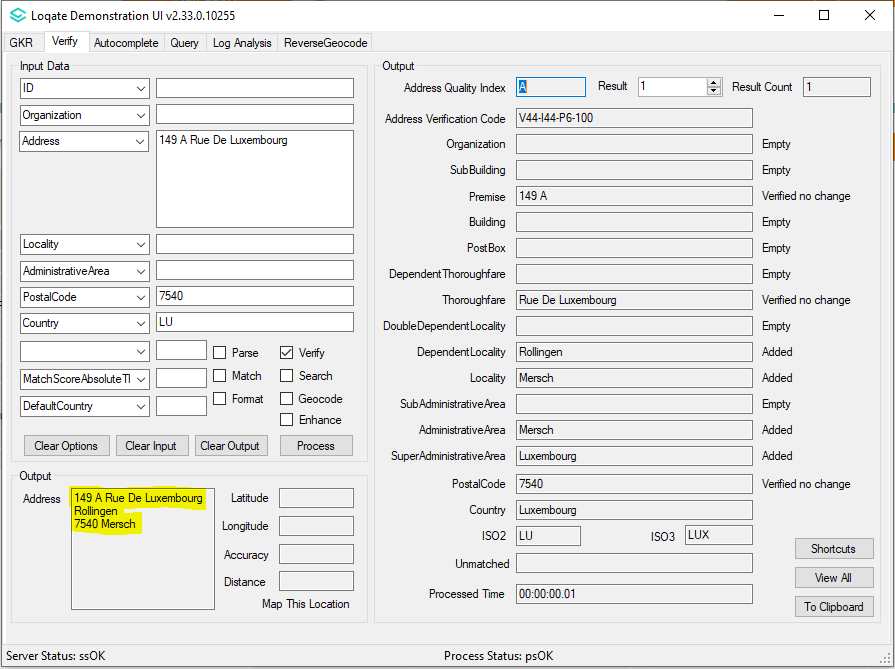 Loqate Demonstration UI v2.33.0.10255
GKR Verify Autocomplete Query Log Analysis ReverseGeocode
Input Data
ID
Organization
Address 149 A Rue De Luxembourg
Locality
AdministrativeArea
PostalCode 7540
Country LU
Parse Verify
MatchScoreAbsoluteTl Match Search
DefaultCountry Format Geocode
Enhance
Clear Options Clear Input Clear Output Process
Output
Address 149 A Rue De Luxembourg
Rollingen
7540 Mersch
Latitude
Longitude
Accuracy
Distance
Map This Location
Output
Address Quality Index A Result 1 Result Count 1
Address Verification Code V44-I44-P6-100
Organization Empty
SubBuilding Empty
Premise 149 A Verified no change
Building Empty
PostBox Empty
DependentThoroughfare Empty
Thoroughfare Rue De Luxembourg Verified no change
DoubleDependentLocality Empty
DependentLocality Rollingen Added
Locality Mersch Added
SubAdministrativeArea Empty
AdministrativeArea Mersch Added
SuperAdministrativeArea Luxembourg Added
PostalCode 7540 Verified no change
Country Luxembourg
ISO2 LU ISO3 LUX
Unmatched
Processed Time 00:00:00.01
Shortcuts
View All
To Clipboard
Server Status: ssOK Process Status: psOK